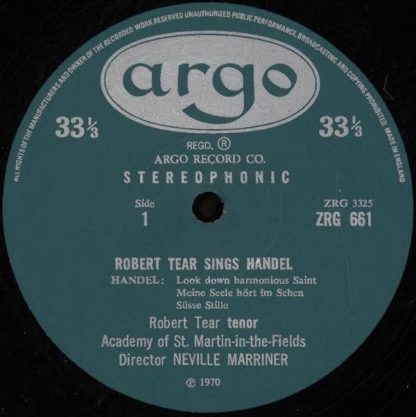 ALL RIGHTS OF THE MANUFACTURERS AND OWNER OF THE RECORDED WORK RESERVED UNAUTHORIZED PUBLIC PERFORMANCE, BROADCASTING AND COPYING PROHIBITED. MADE IN ENGLAND
argo
33⅓
33⅓
REGD. ®
ARGO RECORD CO.
STEREOPHONIC
Side
1
ZRG 3325
ZRG 661
ROBERT TEAR SINGS HANDEL
HANDEL: Look down harmonious Saint
Meine Seele hört im Sehen
Süsse Stille
Robert Tear tenor
Academy of St. Martin-in-the-Fields
Director NEVILLE MARRINER
℗ 1970